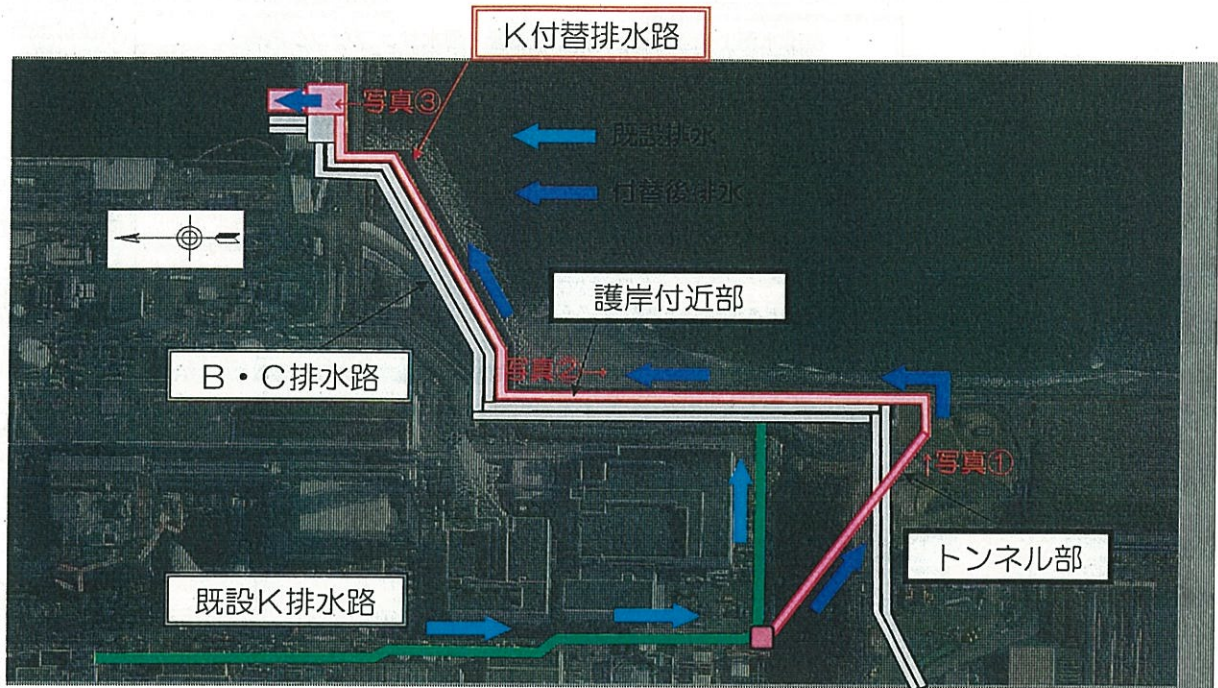 K付替排水路
←写真③
既設排水
付替後排水
護岸付近部
B・C排水路
写真②→
↑写真①
トンネル部
既設K排水路